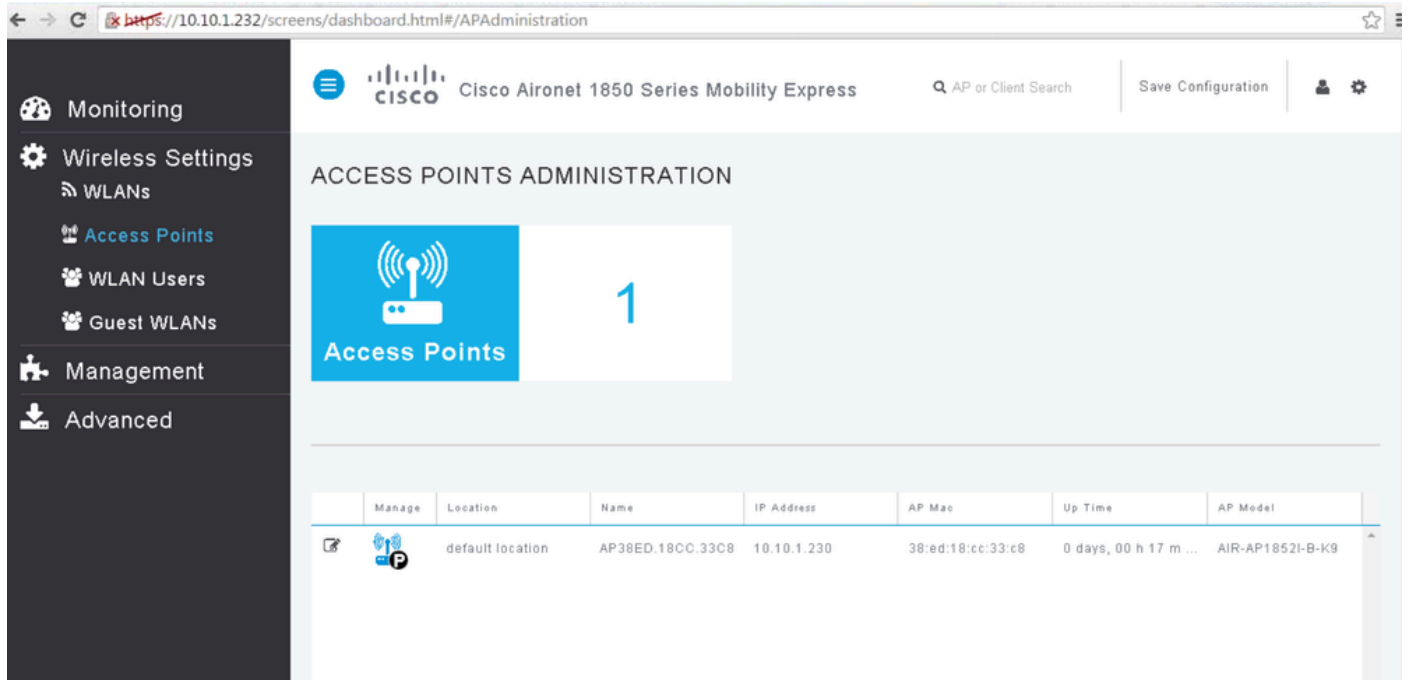 https://10.10.1.232/screens/dashboard.html#/APAdministration
Monitoring
Wireless Settings
WLANs
Access Points
WLAN Users
Guest WLANs
Management
Advanced
CISCO Cisco Aironet 1850 Series Mobility Express AP or Client Search Save Configuration
ACCESS POINTS ADMINISTRATION
Access Points
1
Manage Location Name IP Address AP Mac Up Time AP Model
P default location AP38ED.18CC.33C8 10.10.1.230 38:ed:18:cc:33:c8 0 days, 00 h 17 m ... AIR-AP1852I-B-K9